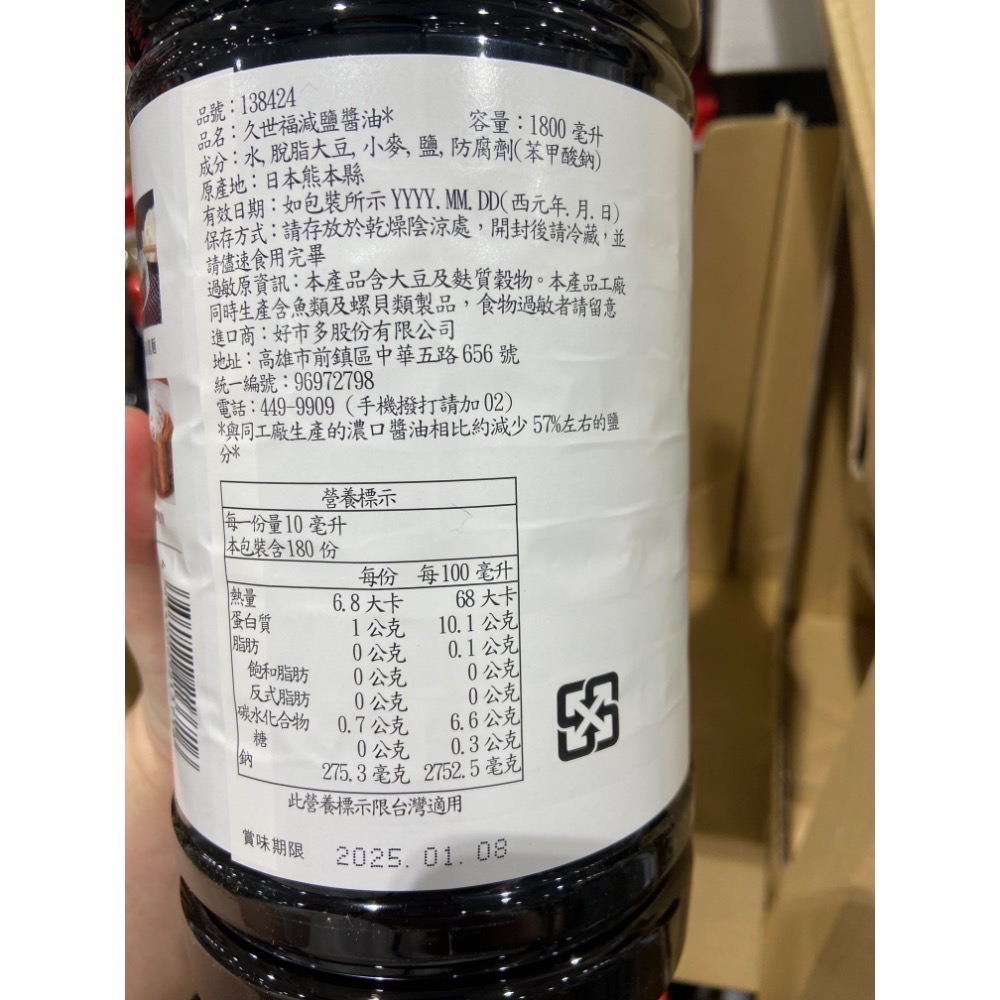 品號：138424
品名：久世福減鹽醬油* 容量：1800 毫升
成分：水, 脫脂大豆, 小麥, 鹽, 防腐劑(苯甲酸鈉)
原產地：日本熊本縣
有效日期：如包裝所示 YYYY. MM. DD(西元年. 月. 日)
保存方式：請存放於乾燥陰涼處，開封後請冷藏，並
請儘速食用完畢
過敏原資訊：本產品含大豆及麩質穀物。本產品工廠
同時生產含魚類及螺貝類製品，食物過敏者請留意
進口商：好市多股份有限公司
地址：高雄市前鎮區中華五路 656 號
統一編號：96972798
電話：449-9909（手機撥打請加 02）
*與同工廠生產的濃口醬油相比約減少 57%左右的鹽
分*
營養標示
每一份量 10 毫升
本包裝含 180 份
每份 每 100 毫升
熱量 6.8 大卡 68 大卡
蛋白質 1 公克 10.1 公克
脂肪 0 公克 0.1 公克
飽和脂肪 0 公克 0 公克
反式脂肪 0 公克 0 公克
碳水化合物 0.7 公克 6.6 公克
糖 0 公克 0.3 公克
鈉 275.3 毫克 2752.5 毫克
此營養標示限台灣適用
賞味期限 2025. 01. 08